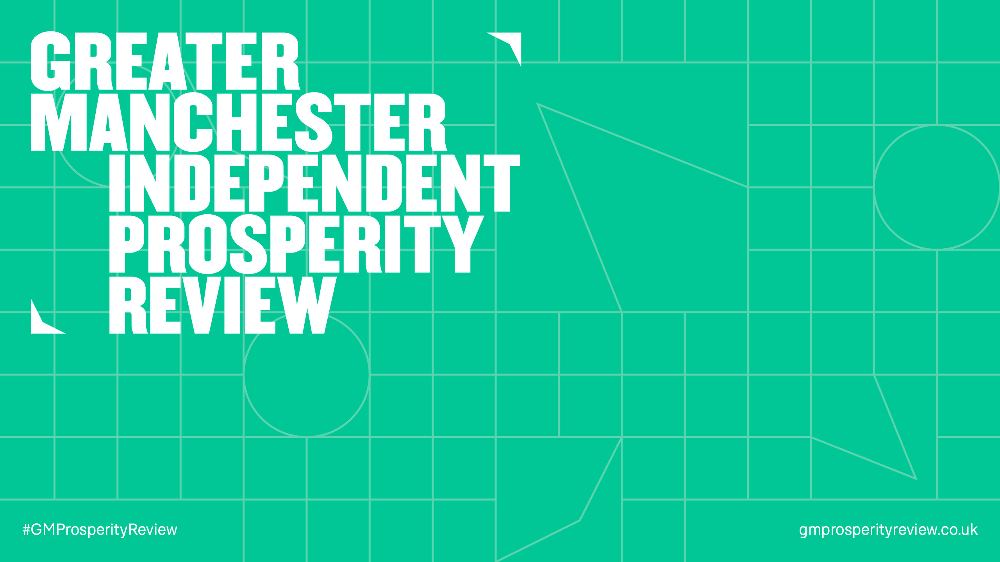 GREATER
MANCHESTER
INDEPENDENT
PROSPERITY
REVIEW
#GMProsperityReview
gmprosperityreview.co.uk